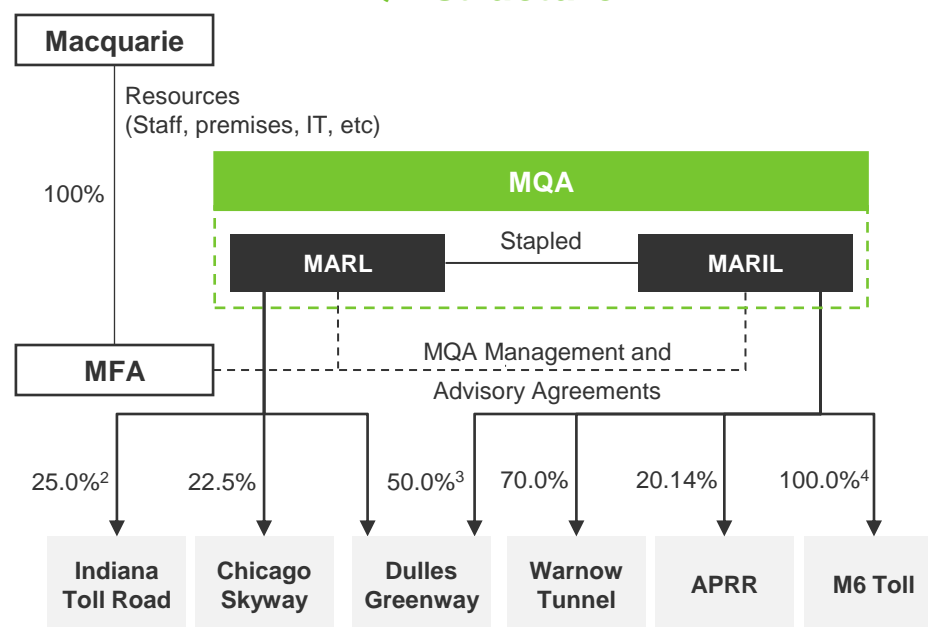 Macquarie
Resources
(Staff, premises, IT, etc)
100%
MQA
MARL
Stapled
MARIL
MFA
MQA Management and
Advisory Agreements
25.0%²
22.5%
50.0%³
70.0%
20.14%
100.0%⁴
Indiana
Toll Road
Chicago
Skyway
Dulles
Greenway
Warnow
Tunnel
APRR
M6 Toll